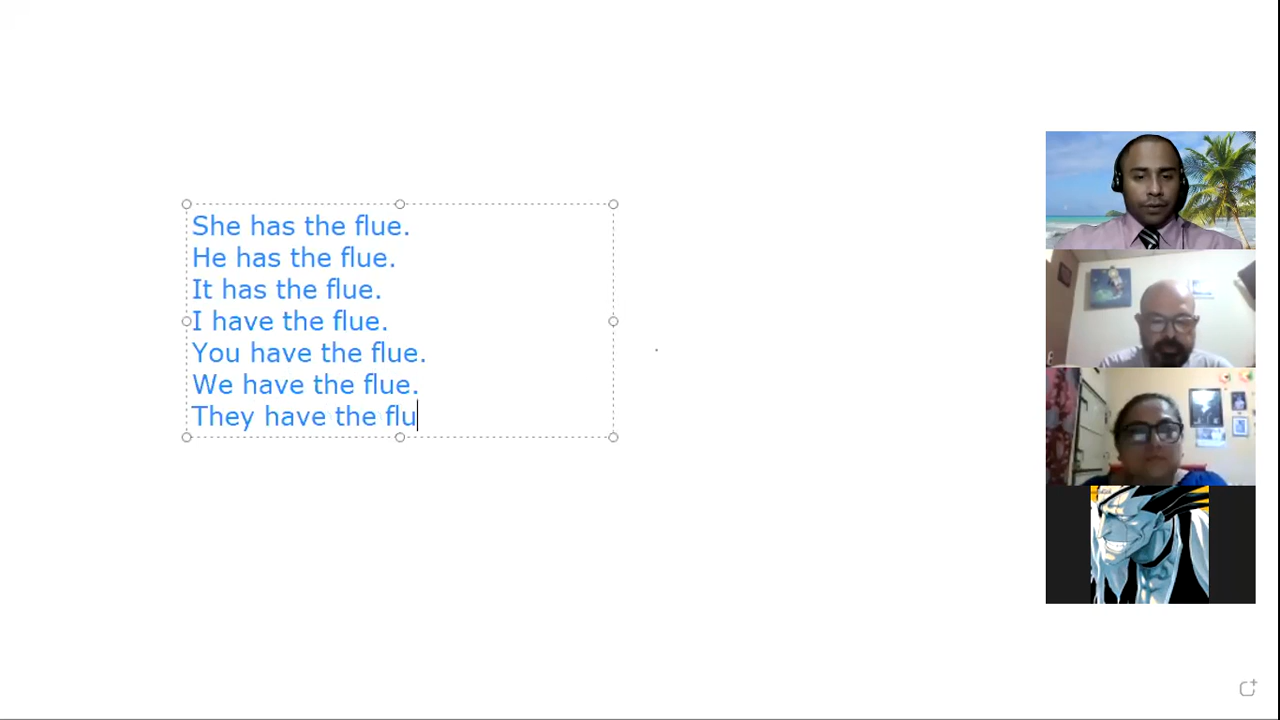 She has the flue.
He has the flue.
It has the flue.
I have the flue.
You have the flue.
We have the flue.
They have the flu